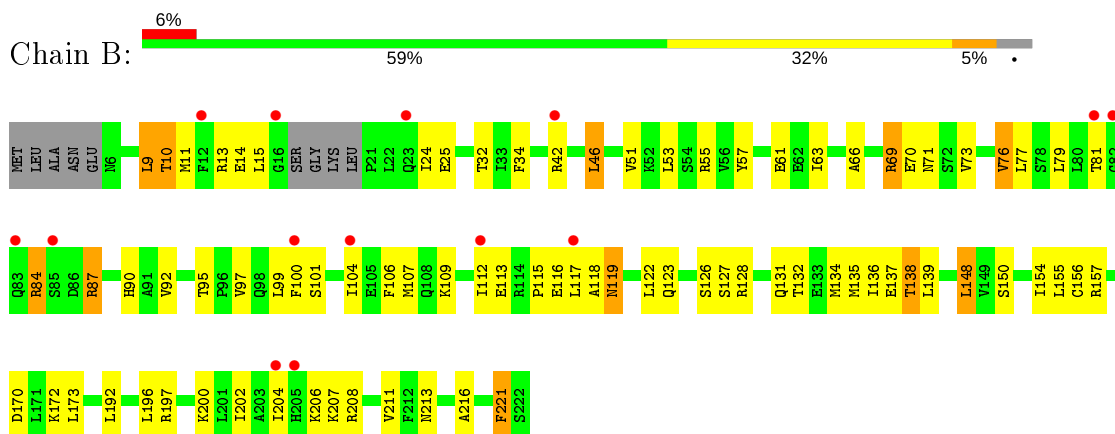 6%
Chain B:
59% 32% 5% •
MET LEU ALA ASN GLU N6 L9 T10 M11 F12 R13 E14 L15 G16 SER GLY LYS LEU P21 L22 Q23 I24 E25 T32 I33 F34 R42 L46 V51 K52 L53 S54 R55 V56 Y57 E61 E62 I63 A66 R69 E70 N71 S72 V73 V76 L77 S78 L79 L80 T81
Q83 R84 S85 D86 R87 H90 A91 V92 T95 P96 V97 Q98 L99 F100 S101 I104 E105 F106 M107 Q108 K109 I112 E113 R114 P115 E116 L117 A118 N119 L122 Q123 S126 S127 R128 Q131 T132 E133 M134 M135 I136 E137 T138 L139 L148 V149 S150 I154 L155 C156 R157
D170 L171 K172 L173 L192 L196 R197 K200 L201 I202 A203 I204 H205 K206 K207 R208 V211 F212 N213 A216 F221 S222